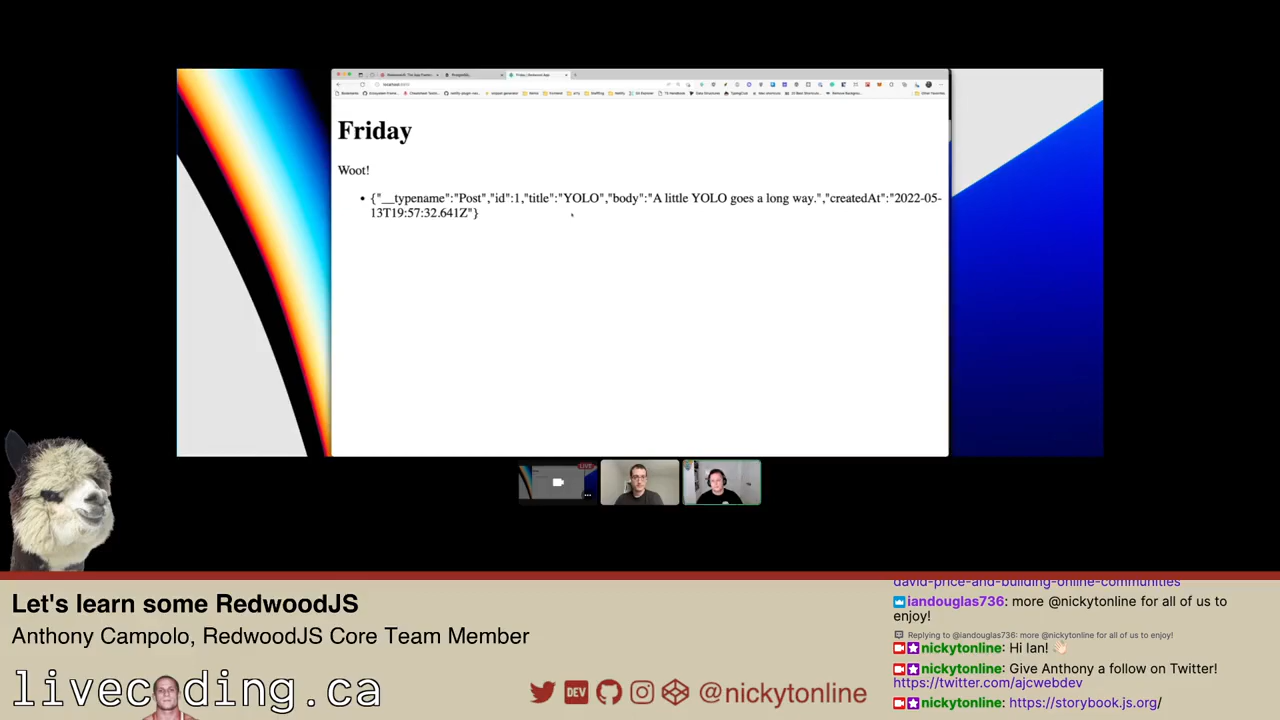 Friday
Woot!
• {"__typename":"Post","id":1,"title":"YOLO","body":"A little YOLO goes a long way.","createdAt":"2022-05-
13T19:57:32.641Z"}
LIVE
Let's learn some RedwoodJS
Anthony Campolo, RedwoodJS Core Team Member
livecoding.ca
DEV
@nickytonline
david-price-and-building-online-communities
iandouglas736: more @nickytonline for all of us to
enjoy!
Replying to @iandouglas736: more @nickytonline for all of us to enjoy!
nickytonline: Hi Ian! 👋🏻
nickytonline: Give Anthony a follow on Twitter!
https://twitter.com/ajcwebdev
nickytonline: https://storybook.js.org/